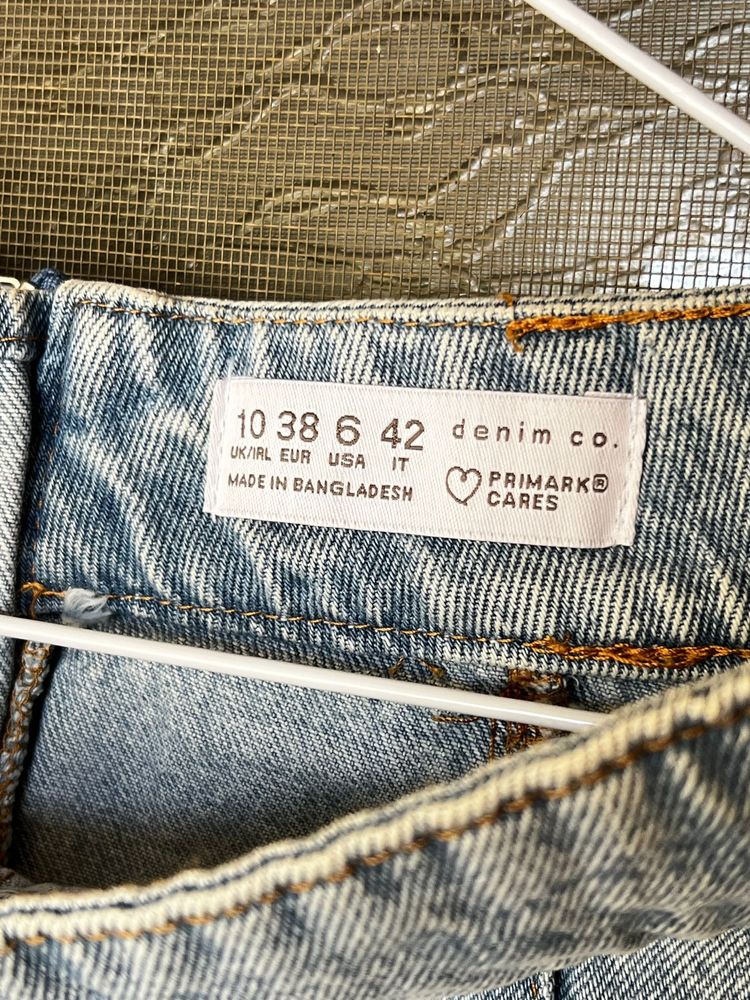 10 38 6 42 denim co.
UK/IRL EUR USA IT
MADE IN BANGLADESH
PRIMARK®
CARES